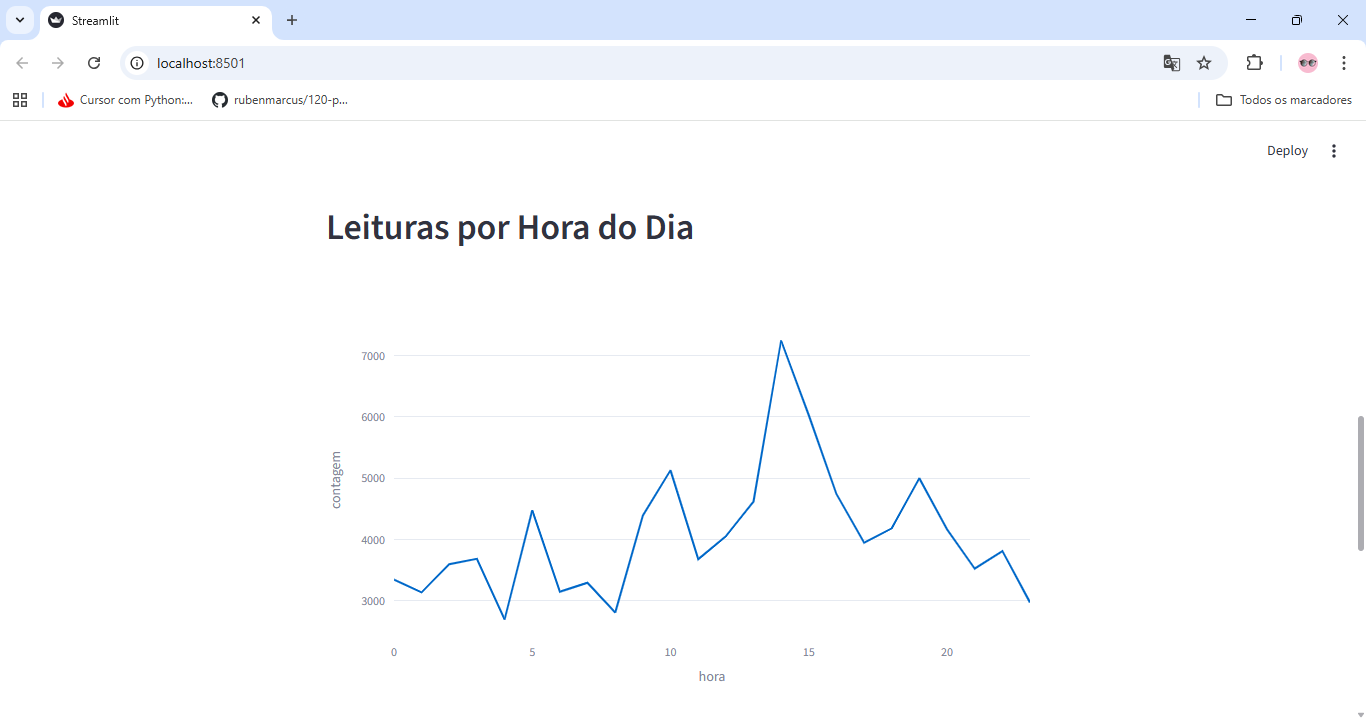 Streamlit
localhost:8501
Cursor com Python:...
rubenmarcus/120-p...
Todos os marcadores
Deploy
Leituras por Hora do Dia
7000
6000
5000
4000
3000
contagem
0 5 10 15 20
hora